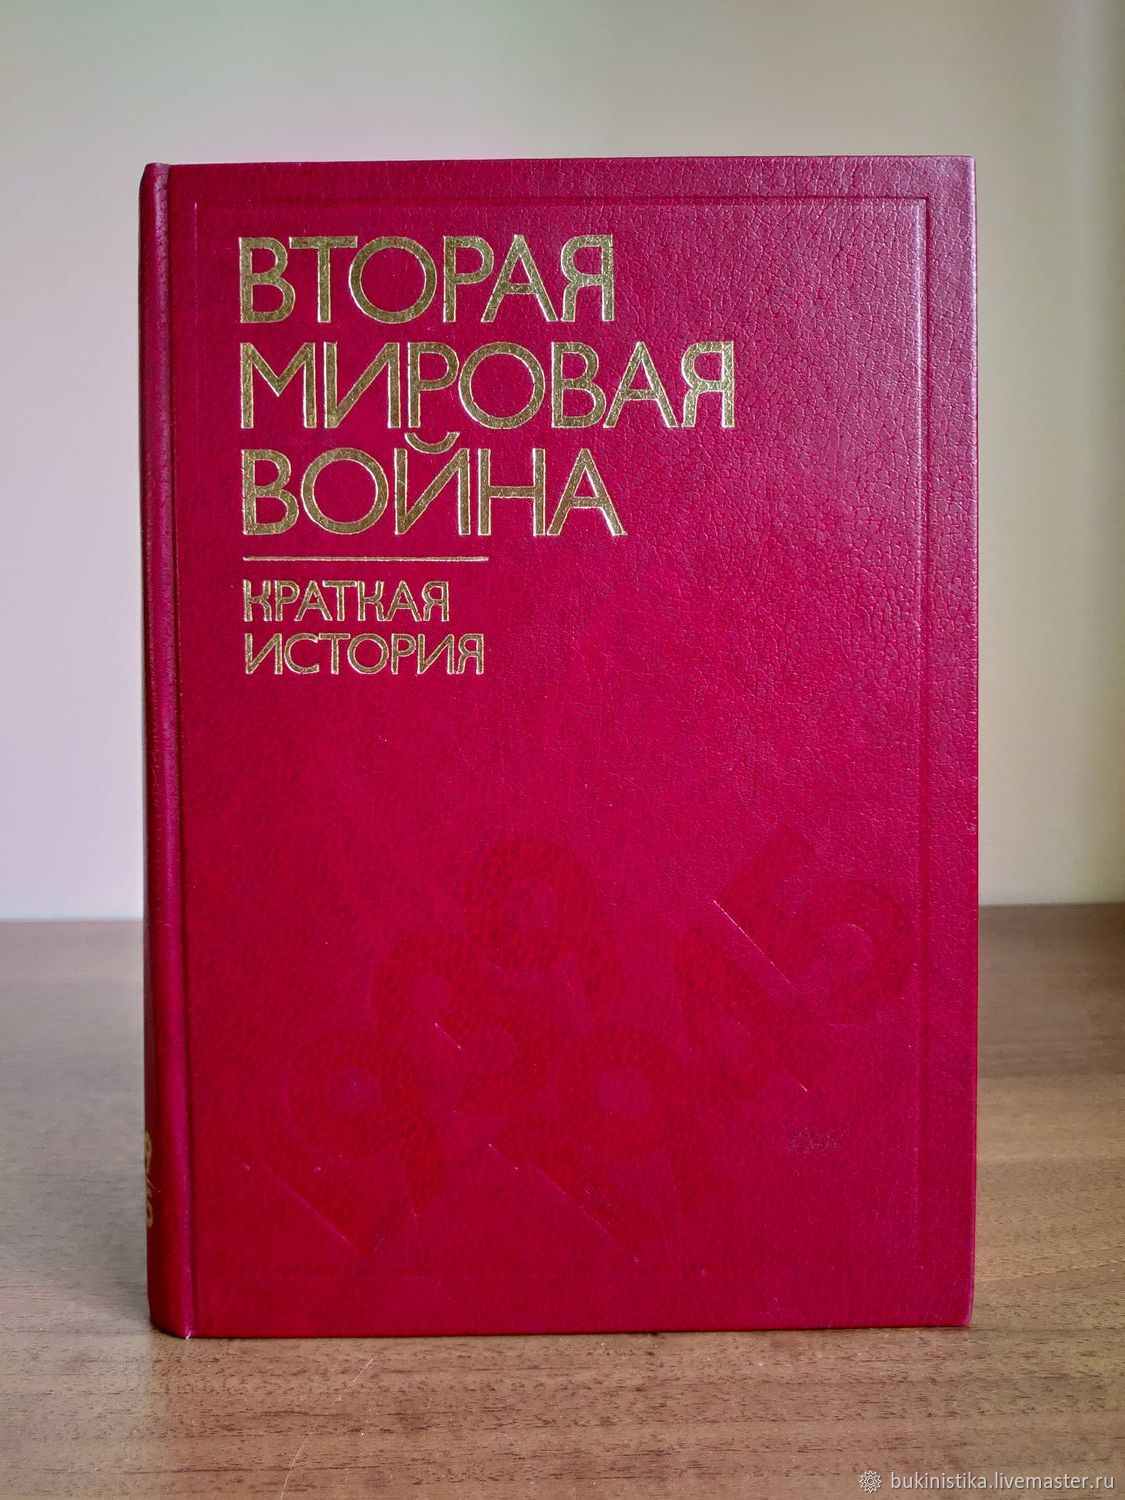 ВТОРАЯ
МИРОВАЯ
ВОЙНА
КРАТКАЯ
ИСТОРИЯ
bukinistika.livemaster.ru